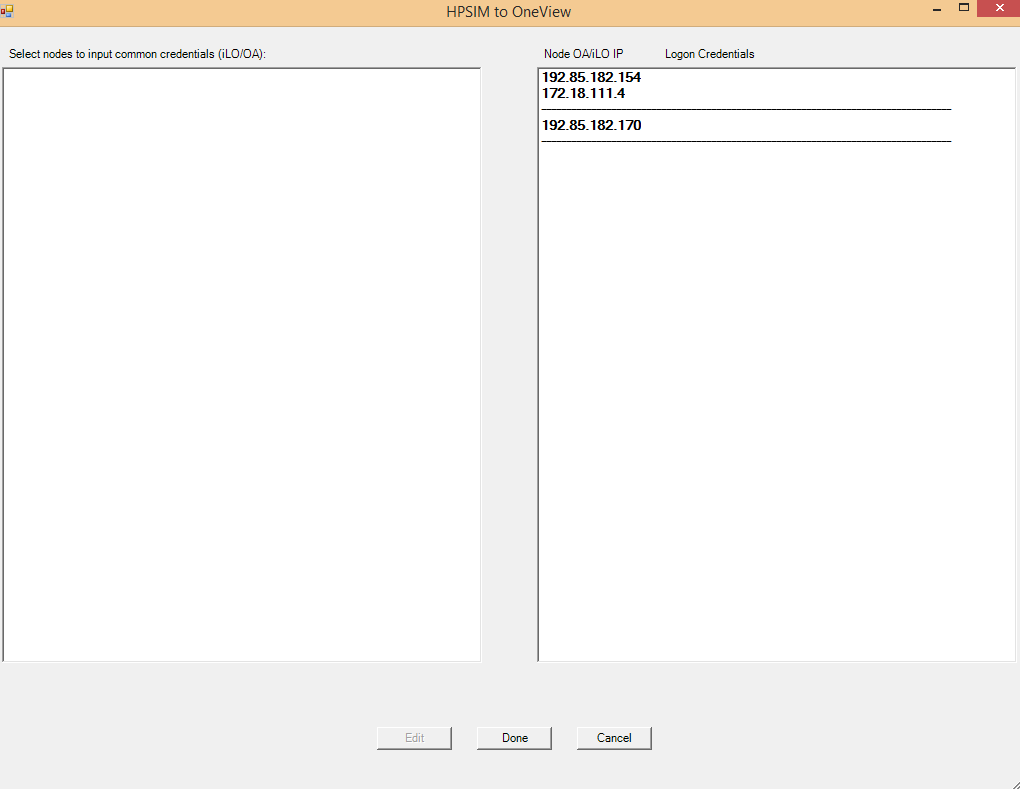 HPSIM to OneView
Select nodes to input common credentials (iLO/OA):
Node OA/iLO IP Logon Credentials
192.85.182.154
172.18.111.4
192.85.182.170
Edit Done Cancel